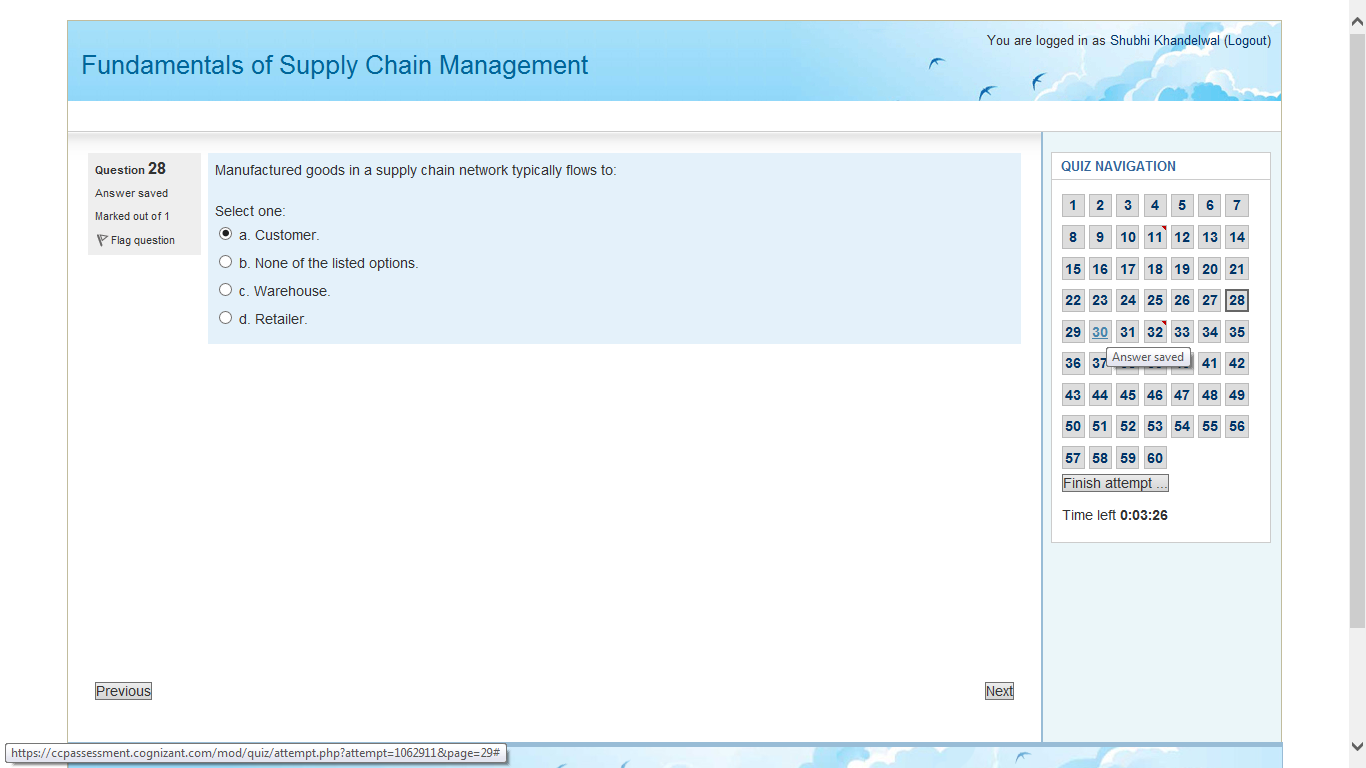 You are logged in as Shubhi Khandelwal (Logout)
Fundamentals of Supply Chain Management
Question 28
Answer saved
Marked out of 1
Flag question
Manufactured goods in a supply chain network typically flows to:
Select one:
a. Customer.
b. None of the listed options.
c. Warehouse.
d. Retailer.
QUIZ NAVIGATION
1 2 3 4 5 6 7
8 9 10 11 12 13 14
15 16 17 18 19 20 21
22 23 24 25 26 27 28
29 30 31 32 33 34 35
Answer saved
36 37 41 42
43 44 45 46 47 48 49
50 51 52 53 54 55 56
57 58 59 60
Finish attempt ...
Time left 0:03:26
Previous
Next
https://ccpassessment.cognizant.com/mod/quiz/attempt.php?attempt=1062911&page=29#